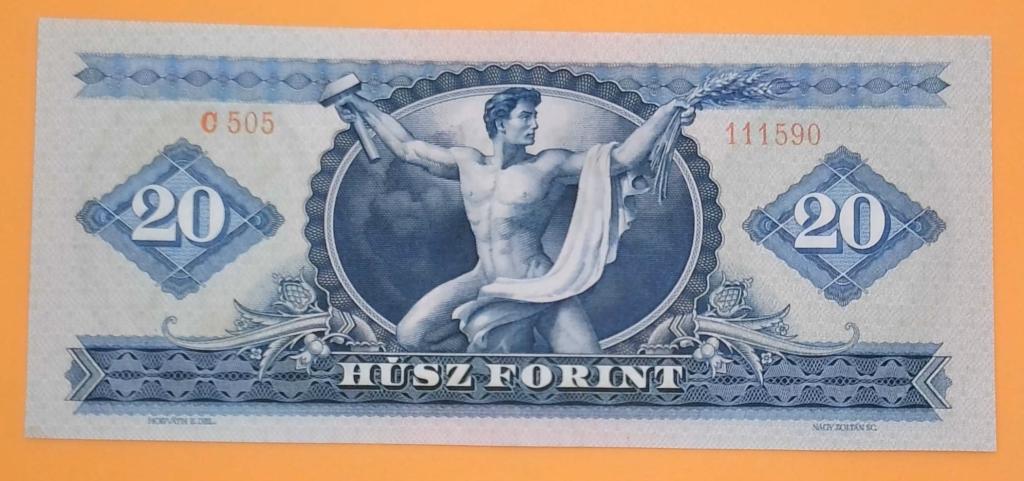 C 505
111590
20
20
HÚSZ FORINT
HORVÁTH E. DEL.
NAGY ZOLTÁN SC.